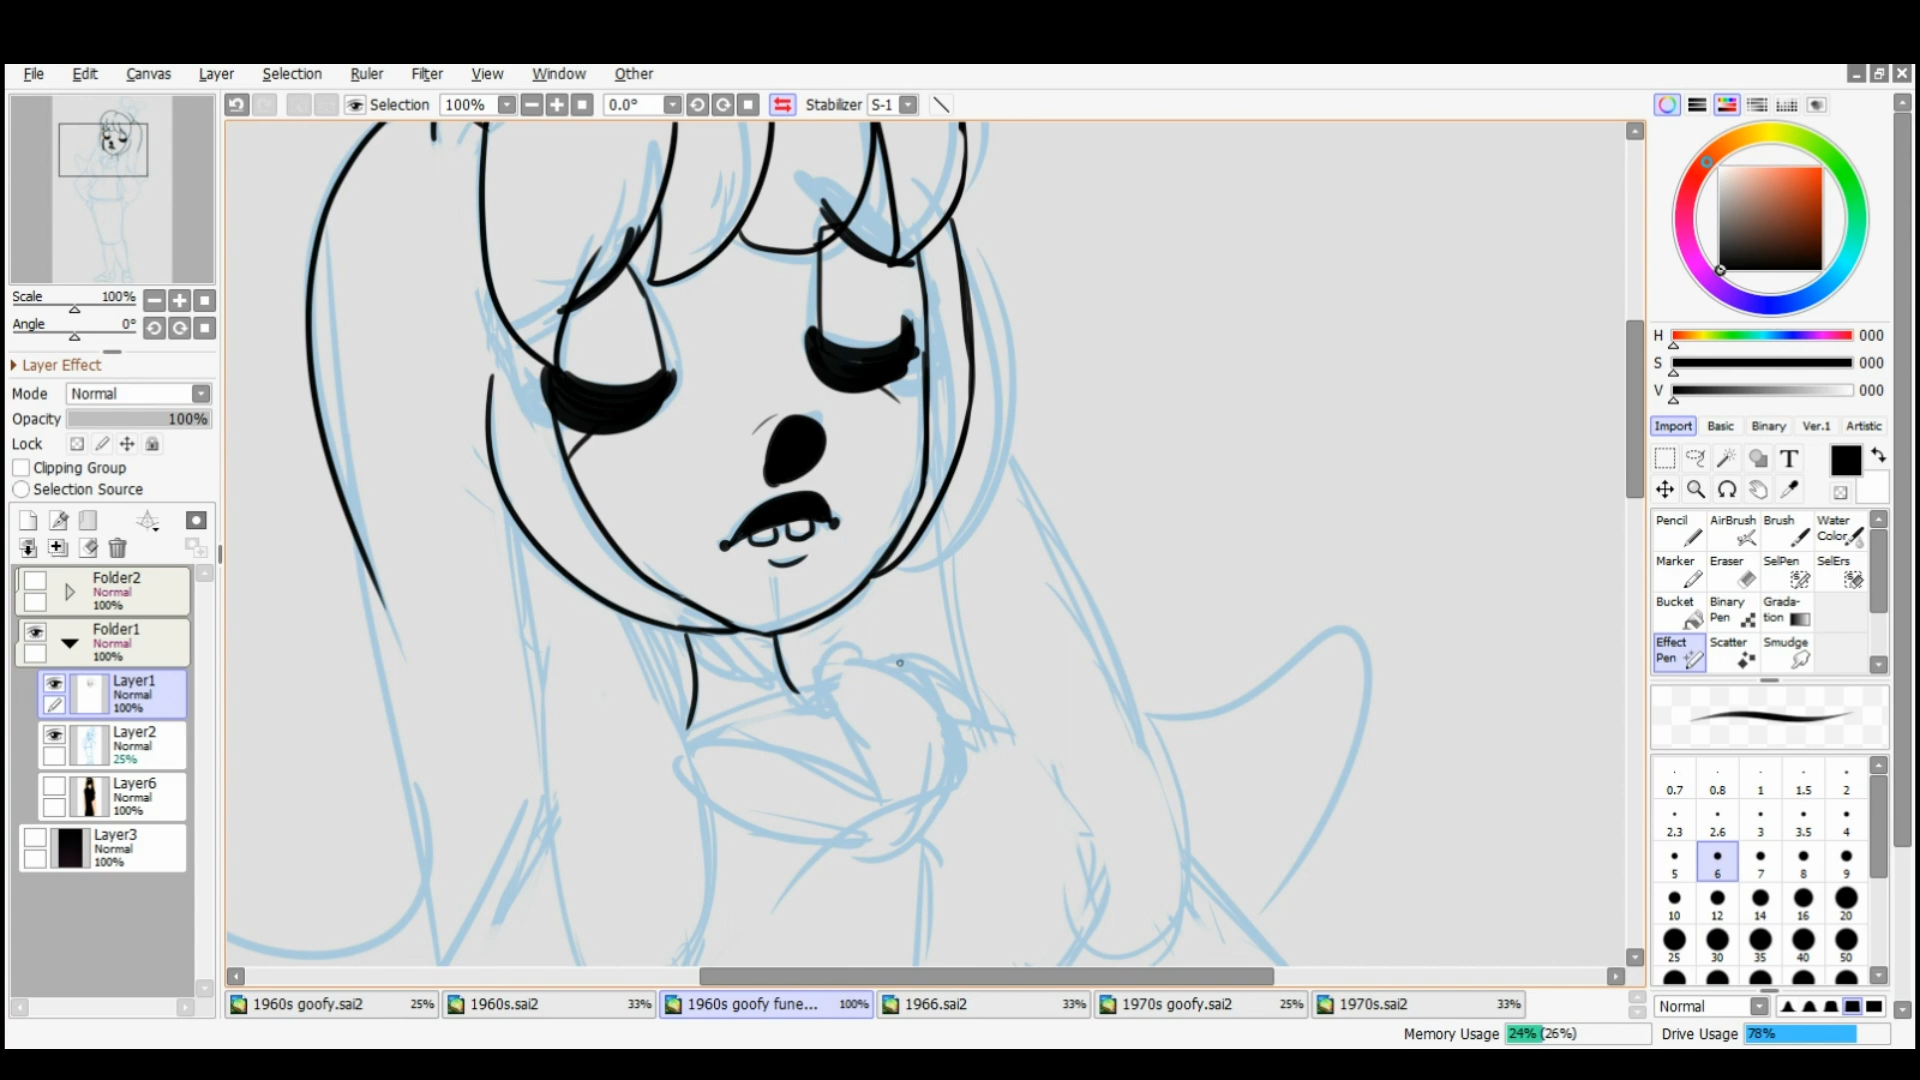 File Edit Canvas Layer Selection Ruler Filter View Window Other
Selection 100% 0.0° Stabilizer S-1
Scale 100%
Angle 0°
Layer Effect
Mode Normal
Opacity 100%
Lock
Clipping Group
Selection Source
Folder2
Normal
100%
Folder1
Normal
100%
Layer1
Normal
100%
Layer2
Normal
25%
Layer6
Normal
100%
Layer3
Normal
100%
H 000
S 000
V 000
Import Basic Binary Ver.1 Artistic
T
Pencil AirBrush Brush Water Color
Marker Eraser SelPen SelErs
Bucket Binary Pen Grada-tion
Effect Pen Scatter Smudge
0.7 0.8 1 1.5 2
2.3 2.6 3 3.5 4
5 6 7 8 9
10 12 14 16 20
25 30 35 40 50
Normal
1960s goofy.sai2 25% 1960s.sai2 33% 1960s goofy fune... 100% 1966.sai2 33% 1970s goofy.sai2 25% 1970s.sai2 33%
Memory Usage 24% (26%) Drive Usage 78%